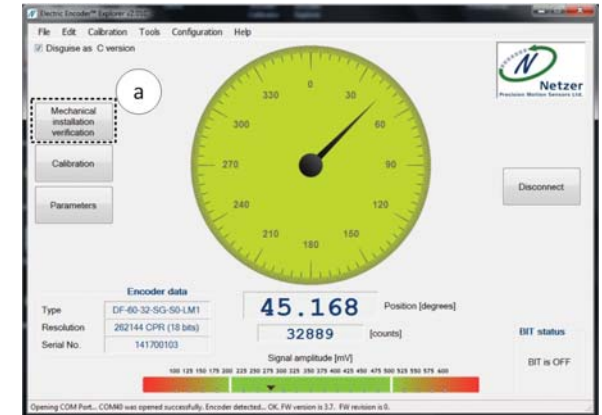 Electric Encoder™ Explorer
File Edit Calibration Tools Configuration Help
Disguise as C version
a
Mechanical
installation
verification
Calibration
Parameters
0
30
60
90
120
150
180
210
240
270
300
330
Netzer
Precision Motion Sensors Ltd.
Disconnect
Encoder data
Type DF-60-32-SG-S0-LM1
Resolution 262144 CPR (18 bits)
Serial No. 141700103
45.168 Position [degrees]
32889 [counts]
BIT status
BIT is OFF
Signal amplitude [mV]
100 125 150 175 200 225 250 275 300 325 350 375 400 425 450 475 500 525 550 575 600
Opening COM Port... COM40 was opened successfully. Encoder detected... OK. FW version is 3.7. FW revision is 0.